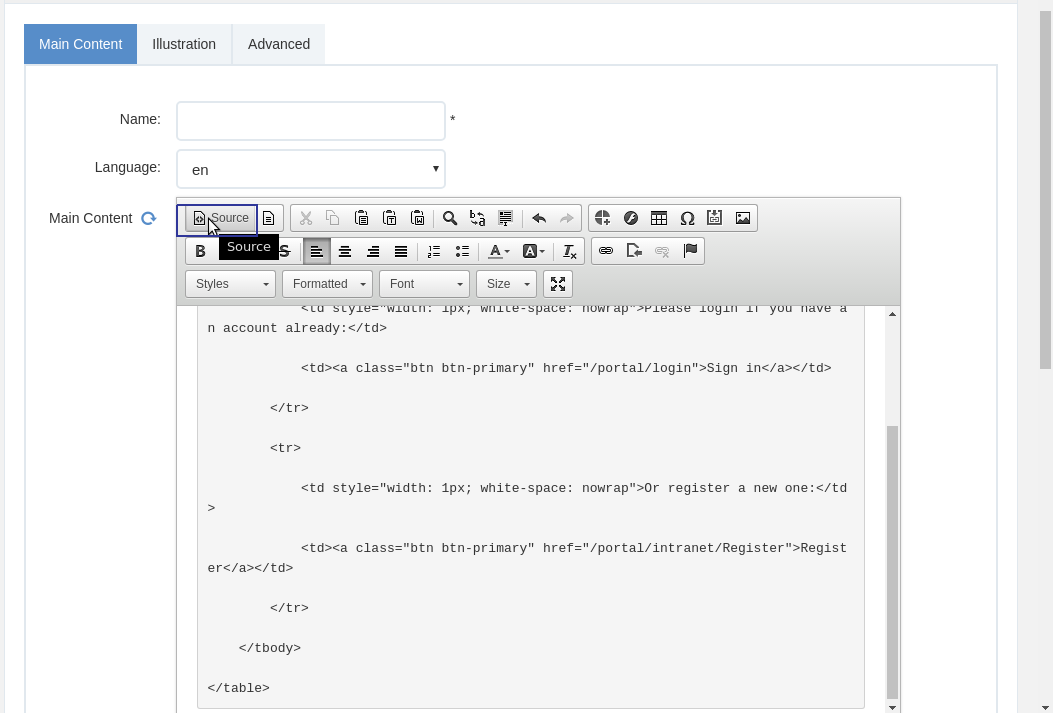 Main Content
Illustration
Advanced
Name:
*
Language:
en
Main Content
Source
B
S
Source
Styles
Formatted
Font
Size
<td style="width: 1px; white-space: nowrap">Please login if you have a
n account already:</td>
<td><a class="btn btn-primary" href="/portal/login">Sign in</a></td>
</tr>
<tr>
<td style="width: 1px; white-space: nowrap">Or register a new one:</td
>
<td><a class="btn btn-primary" href="/portal/intranet/Register">Regist
er</a></td>
</tr>
</tbody>
</table>